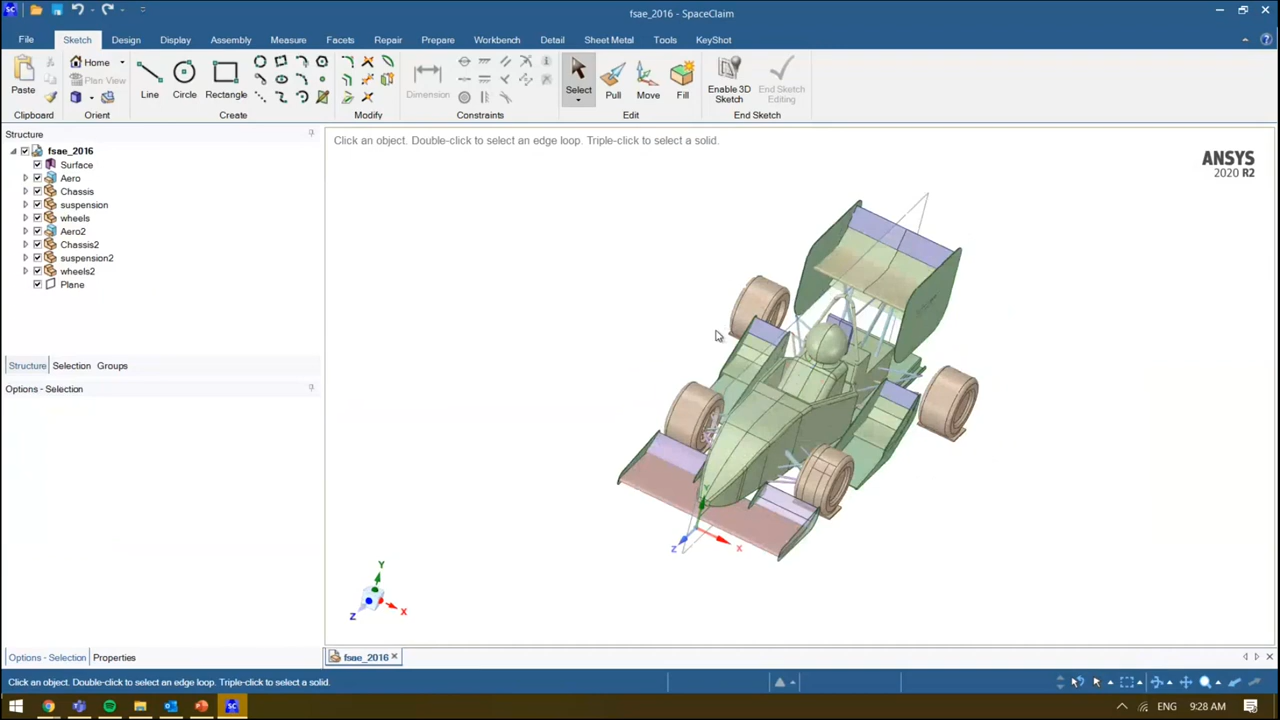 fsae_2016 - SpaceClaim
File Sketch Design Display Assembly Measure Facets Repair Prepare Workbench Detail Sheet Metal Tools KeyShot
Paste
Home
Plan View
Line
Circle
Rectangle
Dimension
Select
Pull
Move
Fill
Enable 3D Sketch
End Sketch Editing
Clipboard Orient Create Modify Constraints Edit End Sketch
Structure
fsae_2016
Surface
Aero
Chassis
suspension
wheels
Aero2
Chassis2
suspension2
wheels2
Plane
Structure Selection Groups
Options - Selection
Options - Selection Properties
Click an object. Double-click to select an edge loop. Triple-click to select a solid.
ANSYS
2020 R2
Y
Z
X
Y
Z
X
fsae_2016
Click an object. Double-click to select an edge loop. Triple-click to select a solid.
ENG 9:28 AM